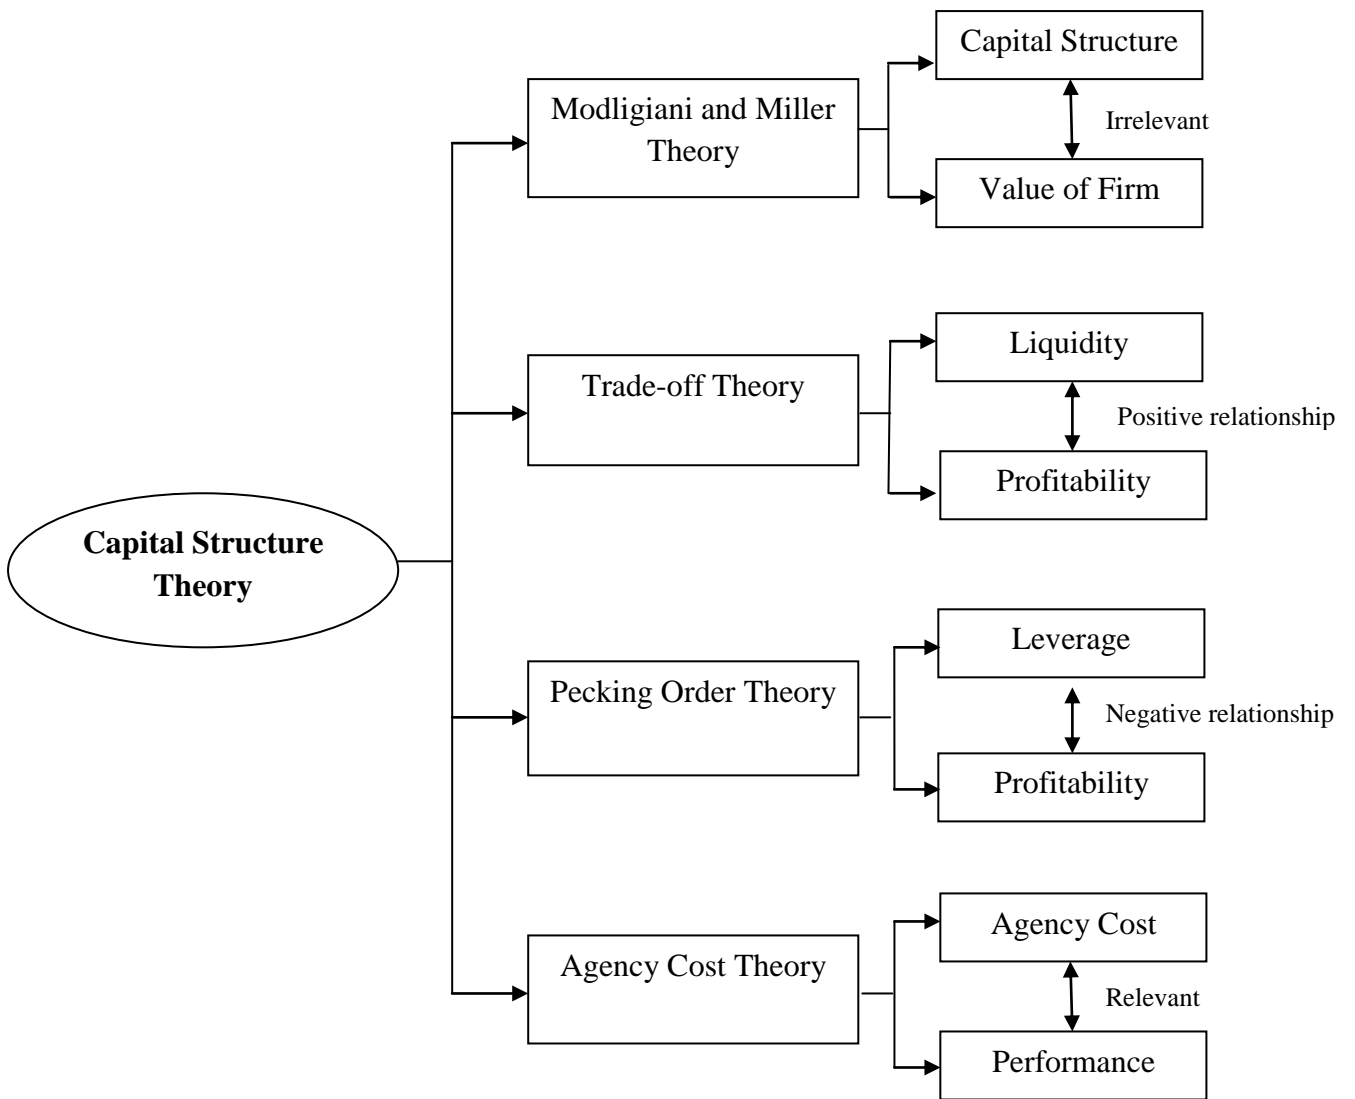 Capital Structure
Theory
Modligiani and Miller
Theory
Capital Structure
Irrelevant
Value of Firm
Trade-off Theory
Liquidity
Positive relationship
Profitability
Pecking Order Theory
Leverage
Negative relationship
Profitability
Agency Cost Theory
Agency Cost
Relevant
Performance